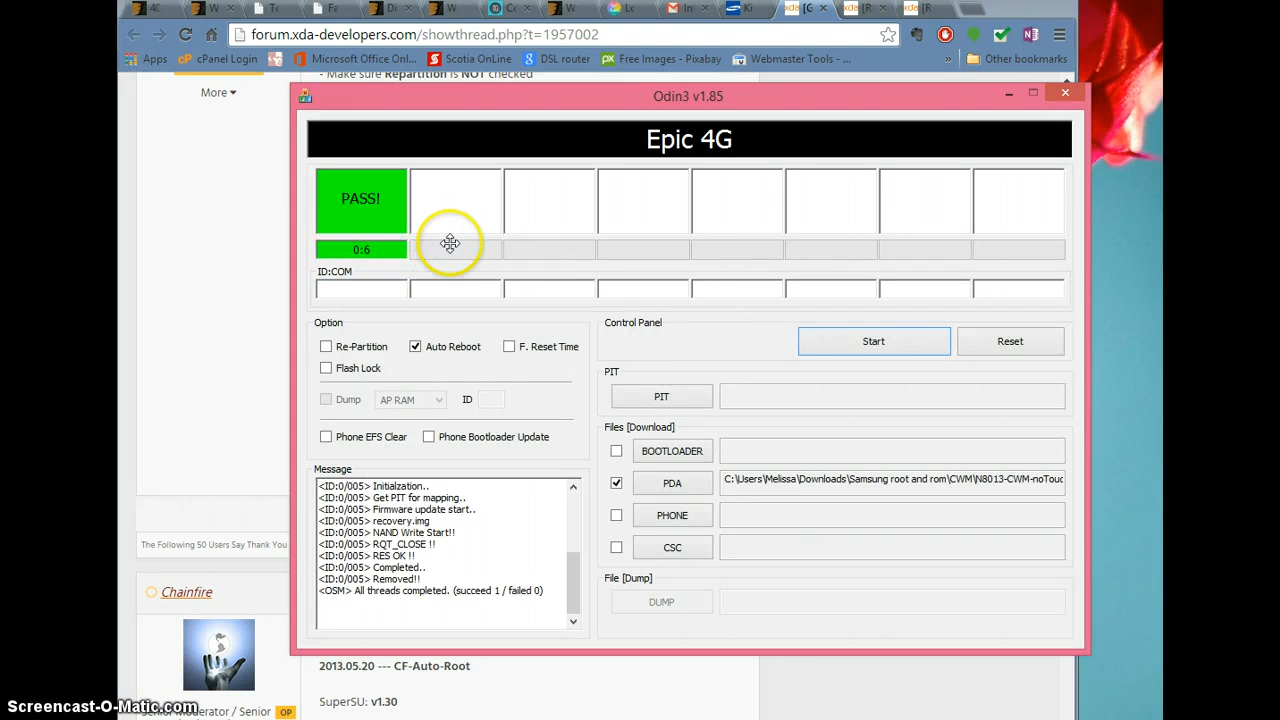 40
W
To
Fa
Di
W
Co
W
Lo
Ini
Ki
[G
[R
[R
forum.xda-developers.com/showthread.php?t=1957002
Apps
cPanel Login
Microsoft Office Onl...
Scotia OnLine
DSL router
Free Images - Pixabay
Webmaster Tools - ...
»
Other bookmarks
- Make sure Repartition is NOT checked
More
Odin3 v1.85
Epic 4G
PASS!
0:6
ID:COM
Option
Re-Partition
Auto Reboot
F. Reset Time
Flash Lock
Dump
AP RAM
ID
Phone EFS Clear
Phone Bootloader Update
Message
<ID:0/005> Initialzation..
<ID:0/005> Get PIT for mapping..
<ID:0/005> Firmware update start..
<ID:0/005> recovery.img
<ID:0/005> NAND Write Start!!
<ID:0/005> RQT_CLOSE !!
<ID:0/005> RES OK !!
<ID:0/005> Completed..
<ID:0/005> Removed!!
<OSM> All threads completed. (succeed 1 / failed 0)
Control Panel
Start
Reset
PIT
PIT
Files [Download]
BOOTLOADER
PDA
C:\Users\Melissa\Downloads\Samsung root and rom\CWM\N8013-CWM-noTouc
PHONE
CSC
File [Dump]
DUMP
The Following 50 Users Say Thank You
Chainfire
Senior Moderator / Senior
OP
2013.05.20 --- CF-Auto-Root
SuperSU: v1.30
Screencast-O-Matic.com